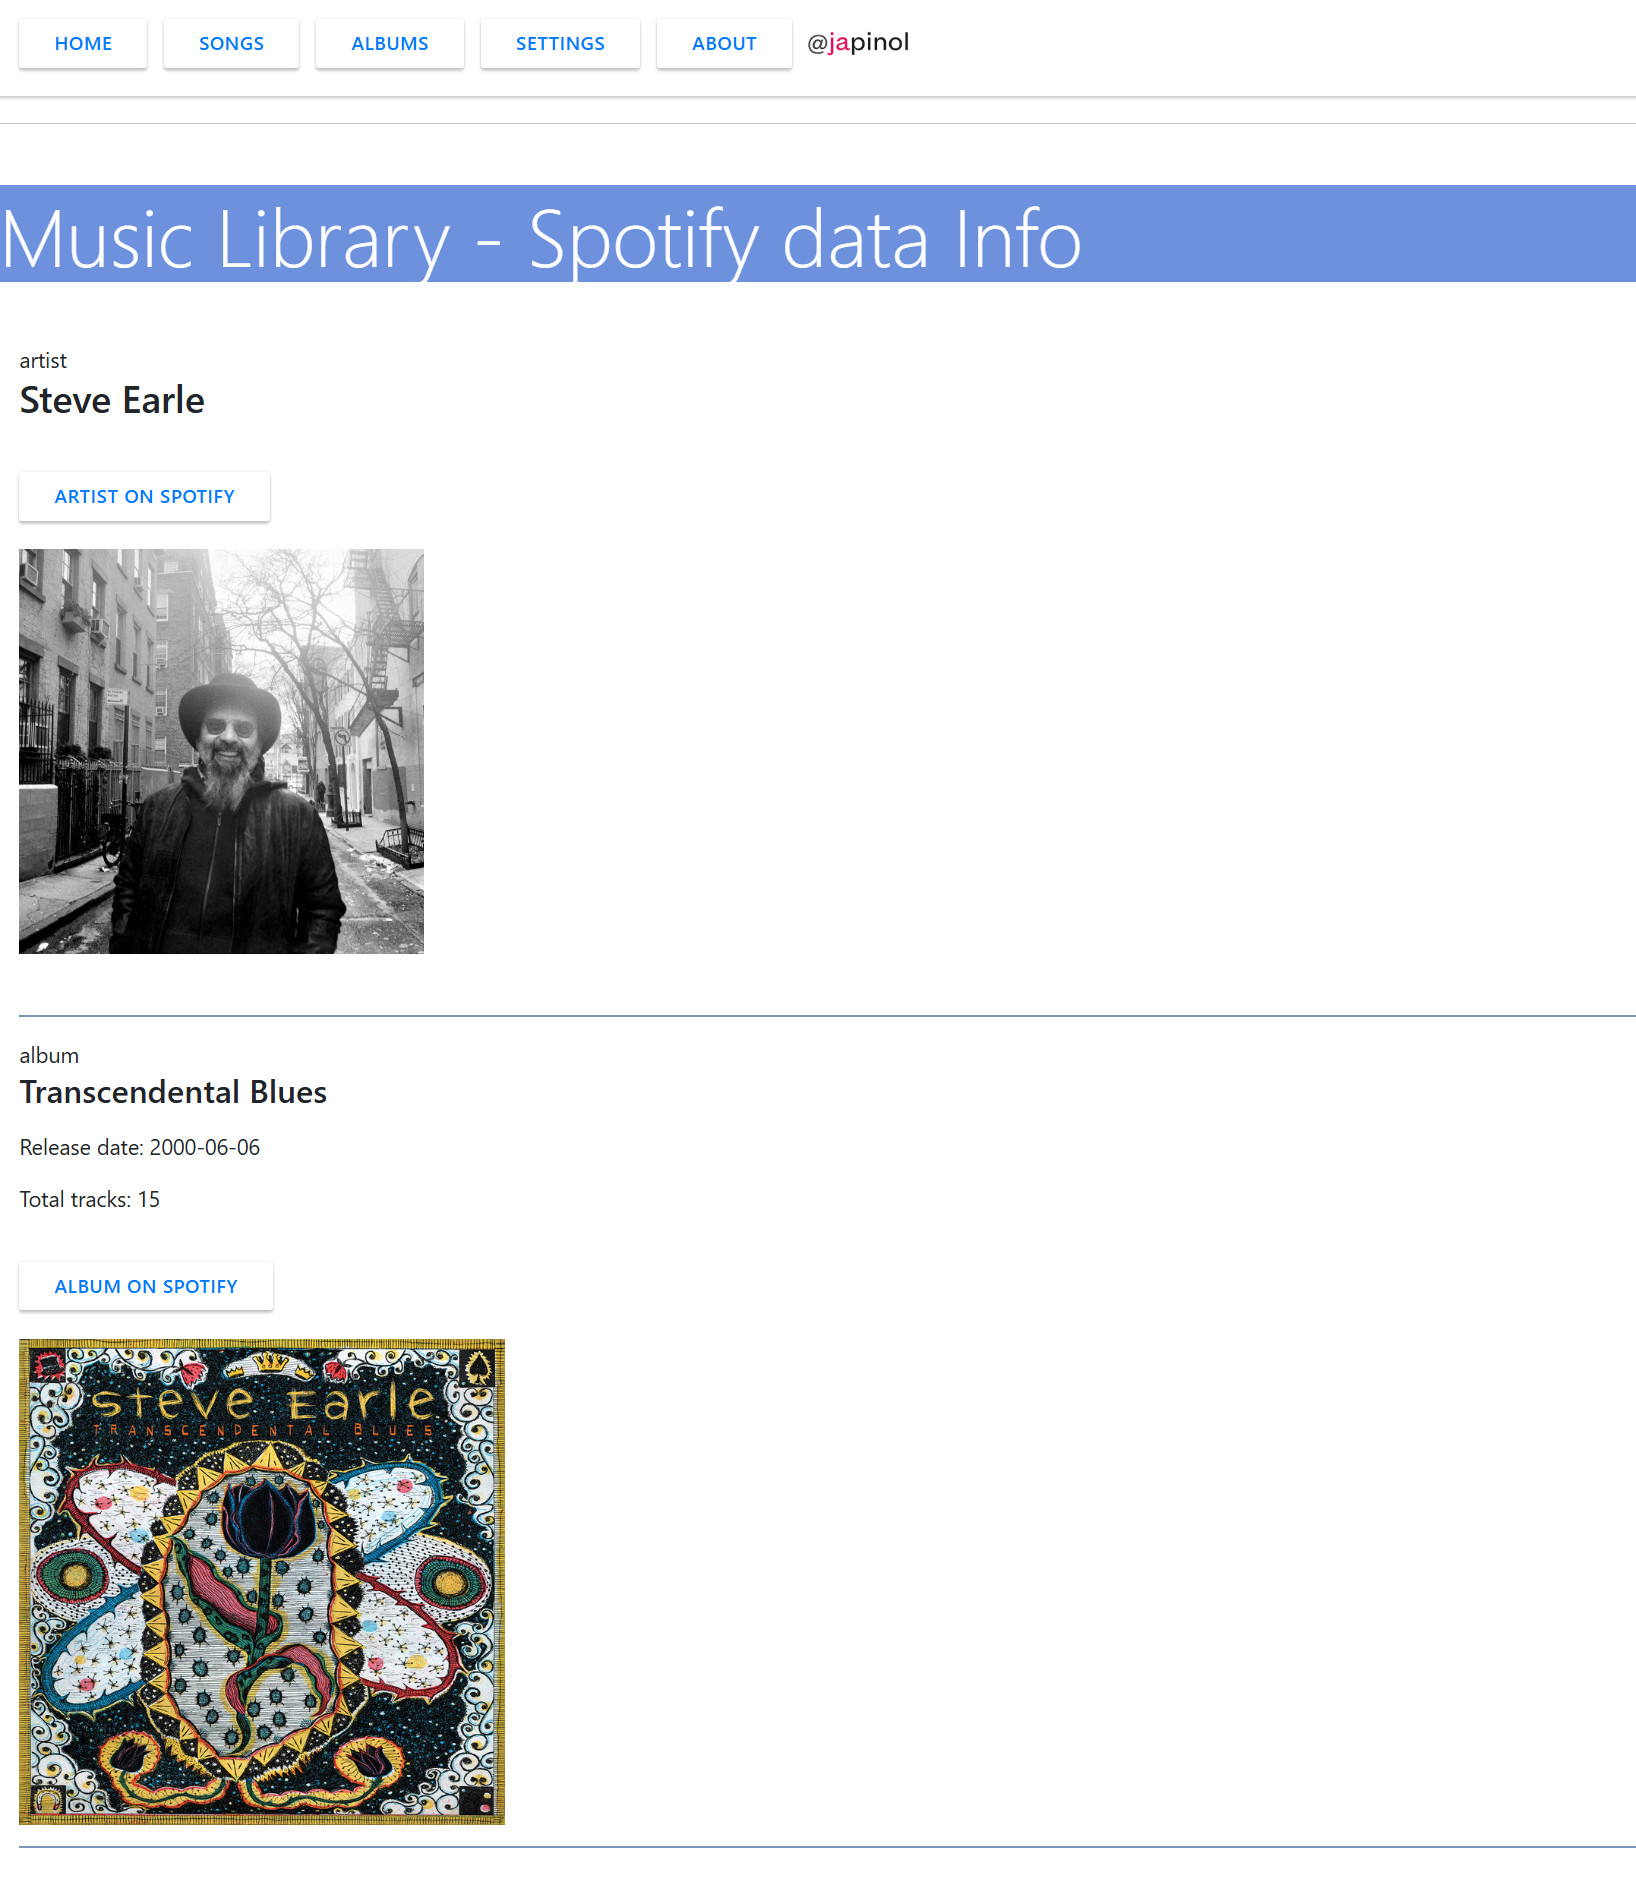 HOME SONGS ALBUMS SETTINGS ABOUT @japinol
Music Library - Spotify data Info
artist
Steve Earle
ARTIST ON SPOTIFY
album
Transcendental Blues
Release date: 2000-06-06
Total tracks: 15
ALBUM ON SPOTIFY
steve Earle
TRANSCENDENTAL BLUES